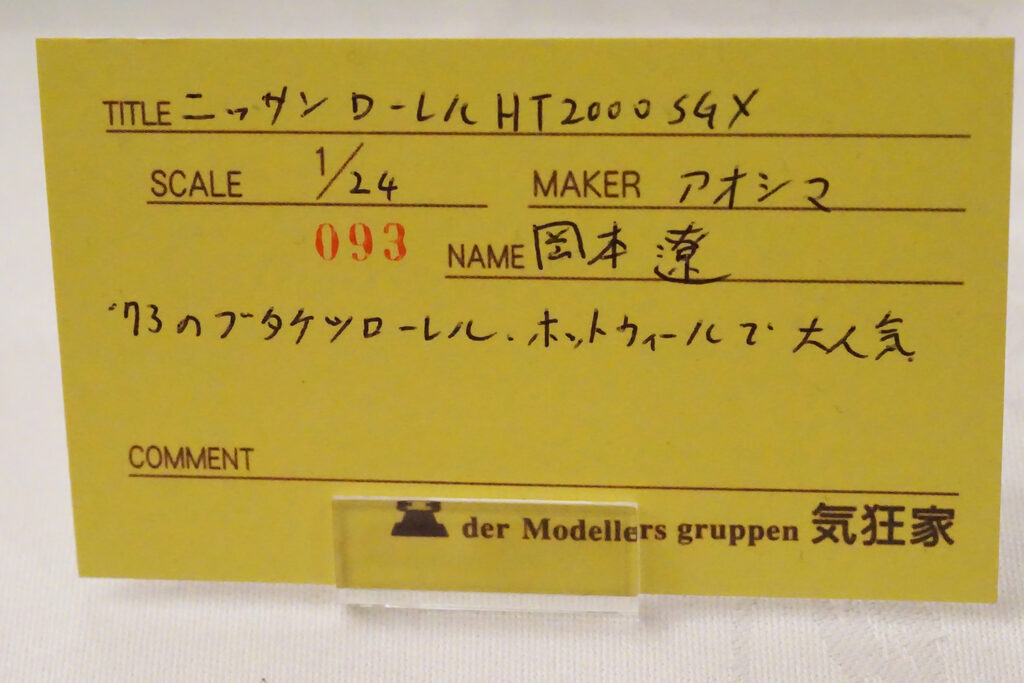 TITLE ニッサン ローレル HT2000SGX
SCALE 1/24 MAKER アオシマ
093 NAME 岡本 遼
'73のブタケツローレル、ホットウィールで大人気
COMMENT
der Modellers gruppen 気狂家